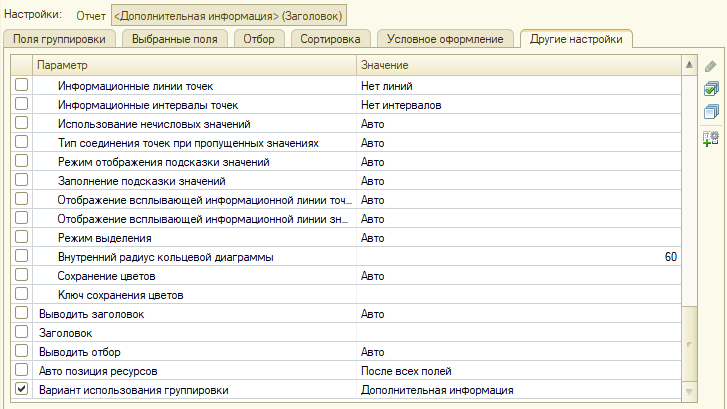 Настройки: Отчет <Дополнительная информация> (Заголовок)
Поля группировки Выбранные поля Отбор Сортировка Условное оформление Другие настройки
Параметр Значение
Информационные линии точек Нет линий
Информационные интервалы точек Нет интервалов
Использование нечисловых значений Авто
Тип соединения точек при пропущенных значениях Авто
Режим отображения подсказки значений Авто
Заполнение подсказки значений Авто
Отображение всплывающей информационной линии точ... Авто
Отображение всплывающей информационной линии зн... Авто
Режим выделения Авто
Внутренний радиус кольцевой диаграммы 60
Сохранение цветов Авто
Ключ сохранения цветов
Выводить заголовок Авто
Заголовок
Выводить отбор Авто
Авто позиция ресурсов После всех полей
Вариант использования группировки Дополнительная информация